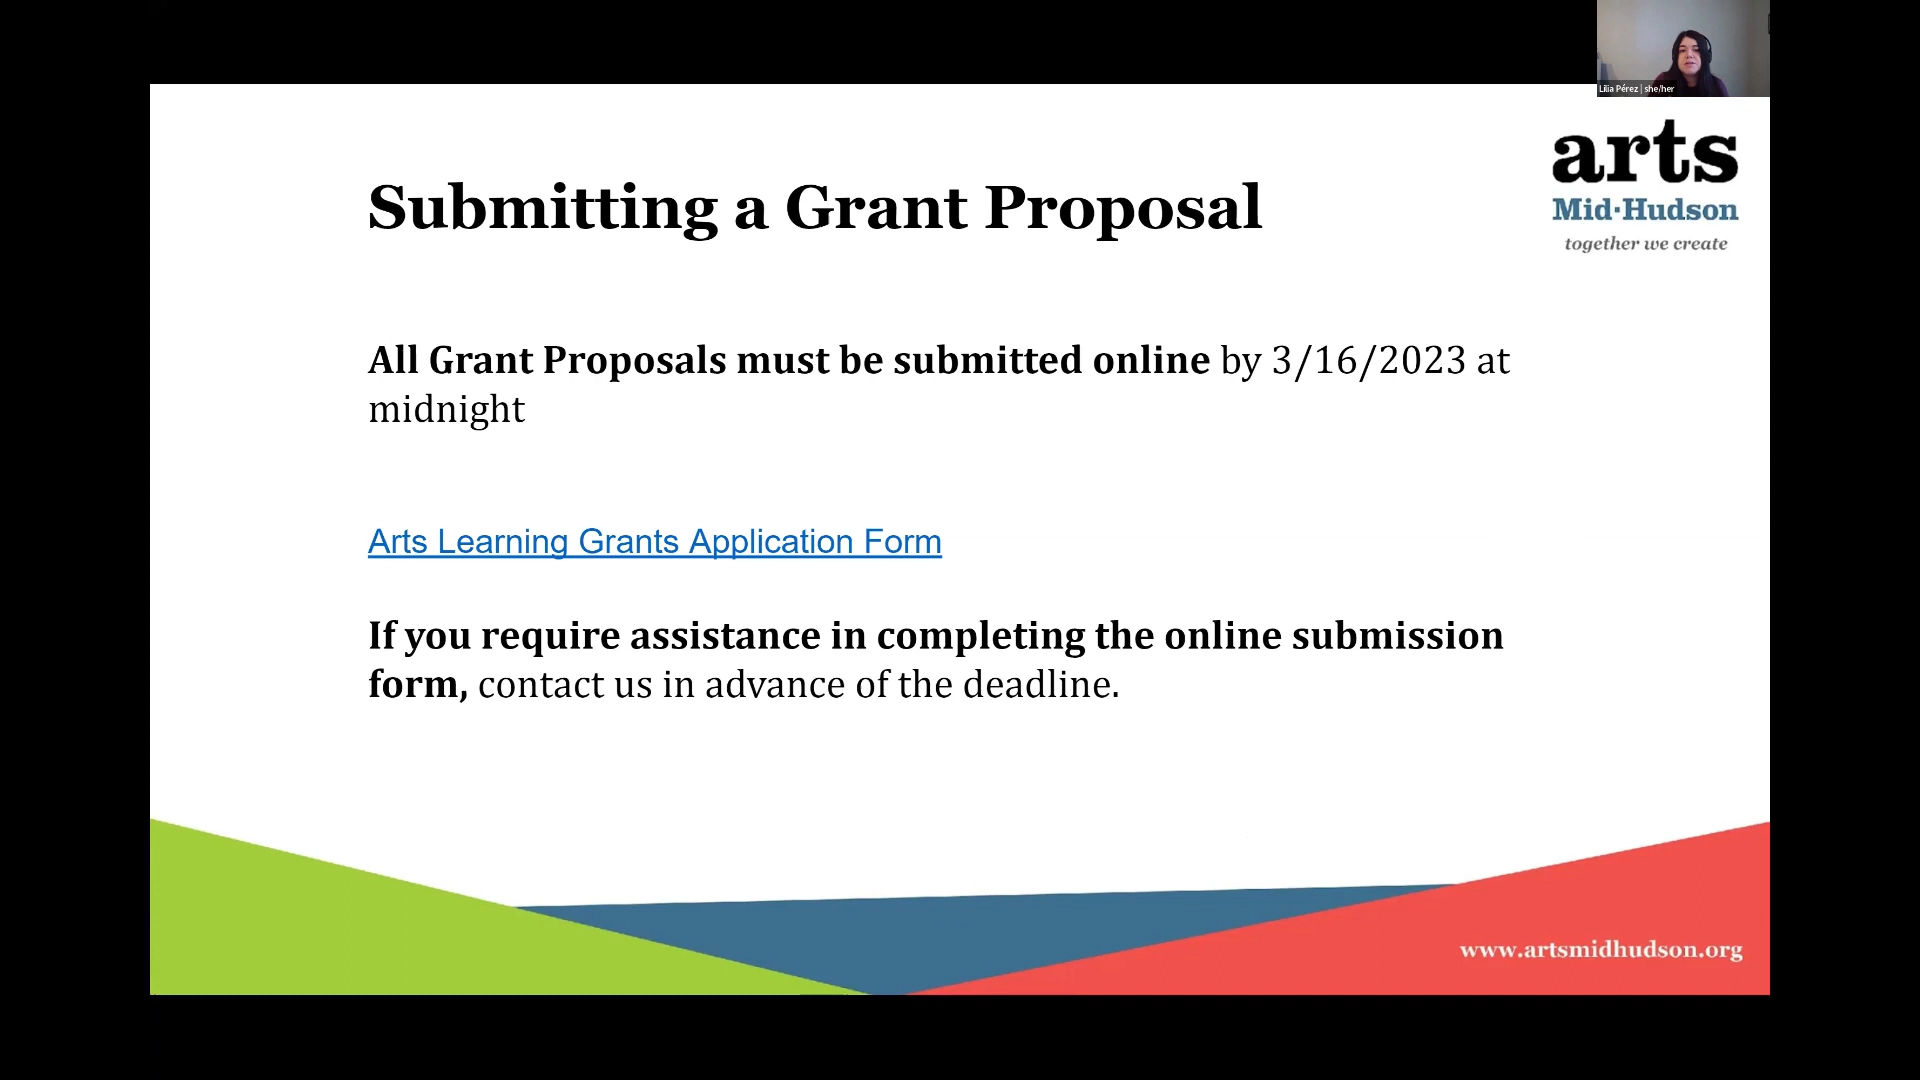 Lilia Pérez | she/her
arts
Mid·Hudson
together we create
Submitting a Grant Proposal
All Grant Proposals must be submitted online by 3/16/2023 at
midnight
Arts Learning Grants Application Form
If you require assistance in completing the online submission
form, contact us in advance of the deadline.
www.artsmidhudson.org